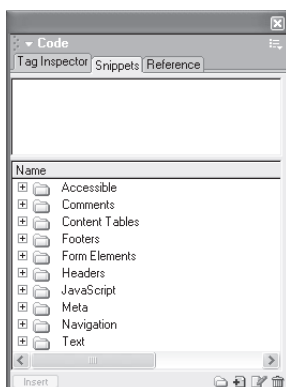 Code
Tag Inspector Snippets Reference
Name
Accessible
Comments
Content Tables
Footers
Form Elements
Headers
JavaScript
Meta
Navigation
Text
Insert